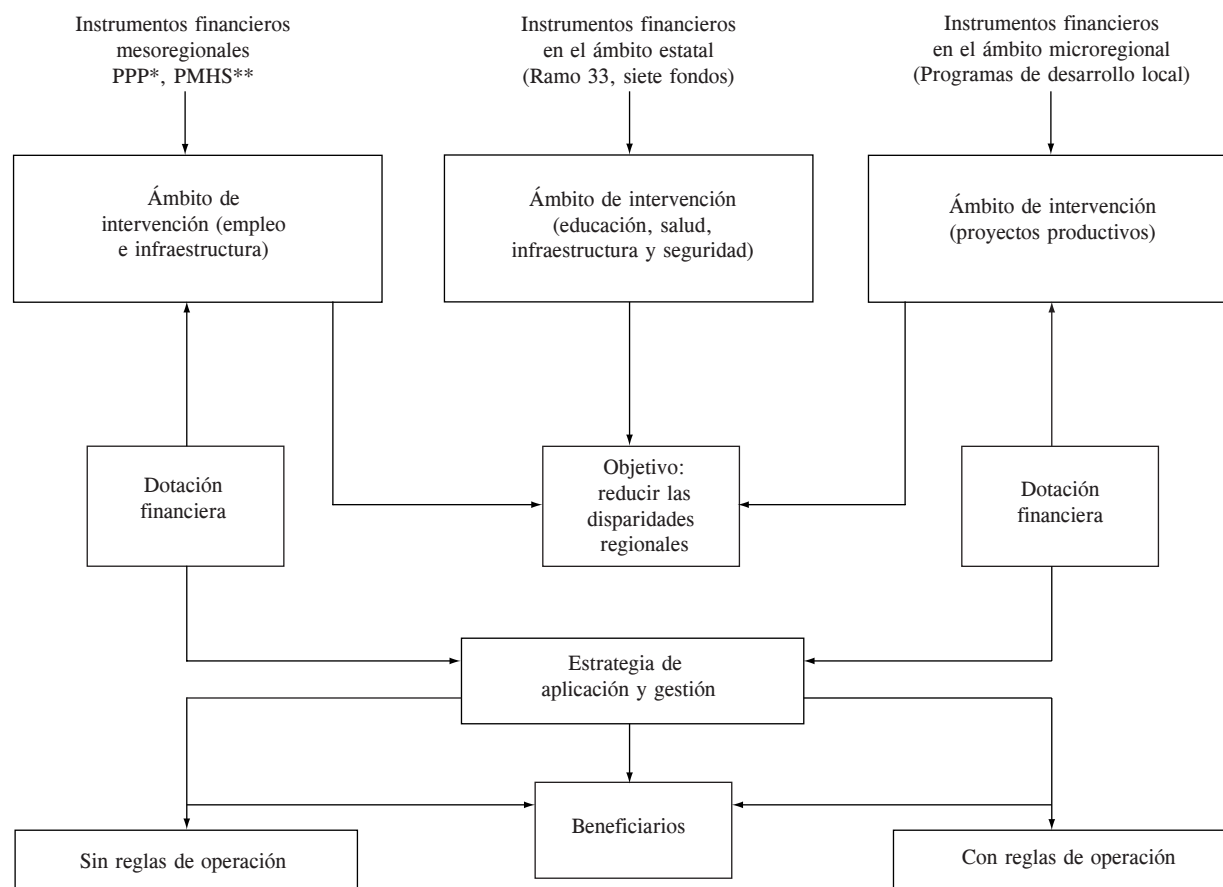 Instrumentos financieros
mesoregionales
PPP*, PMHS**
Instrumentos financieros
en el ámbito estatal
(Ramo 33, siete fondos)
Instrumentos financieros
en el ámbito microregional
(Programas de desarrollo local)
Ámbito de
intervención (empleo
e infraestructura)
Ámbito de intervención
(educación, salud,
infraestructura y seguridad)
Ámbito de intervención
(proyectos productivos)
Dotación
financiera
Objetivo:
reducir las
disparidades
regionales
Dotación
financiera
Estrategia de
aplicación y gestión
Beneficiarios
Sin reglas de operación
Con reglas de operación